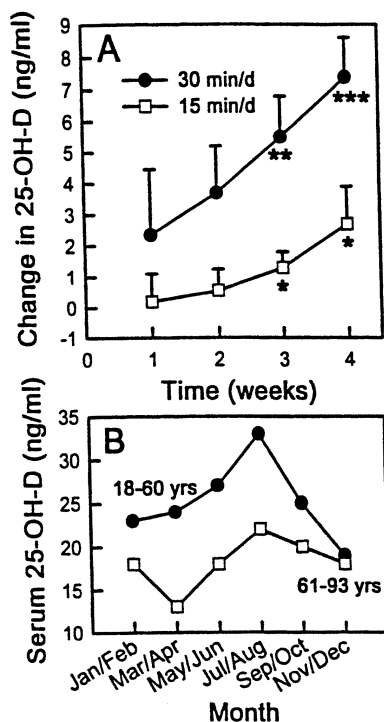 A
Change in 25-OH-D (ng/ml)
9
8
7
6
5
4
3
2
1
0
-1
30 min/d
15 min/d
**
***
*
*
0 1 2 3 4
Time (weeks)
B
Serum 25-OH-D (ng/ml)
35
30
25
20
15
10
18-60 yrs
61-93 yrs
Jan/Feb
Mar/Apr
May/Jun
Jul/Aug
Sep/Oct
Nov/Dec
Month